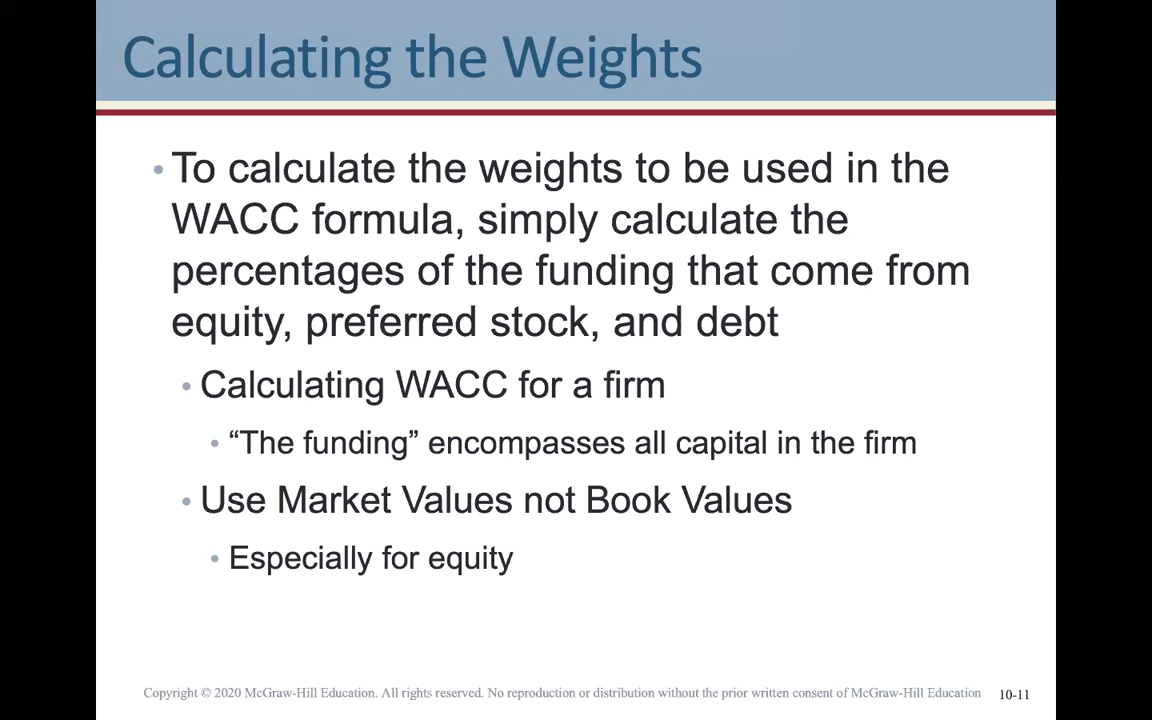 Calculating the Weights
• To calculate the weights to be used in the
WACC formula, simply calculate the
percentages of the funding that come from
equity, preferred stock, and debt
• Calculating WACC for a firm
• “The funding” encompasses all capital in the firm
• Use Market Values not Book Values
• Especially for equity
Copyright © 2020 McGraw-Hill Education. All rights reserved. No reproduction or distribution without the prior written consent of McGraw-Hill Education 10-11